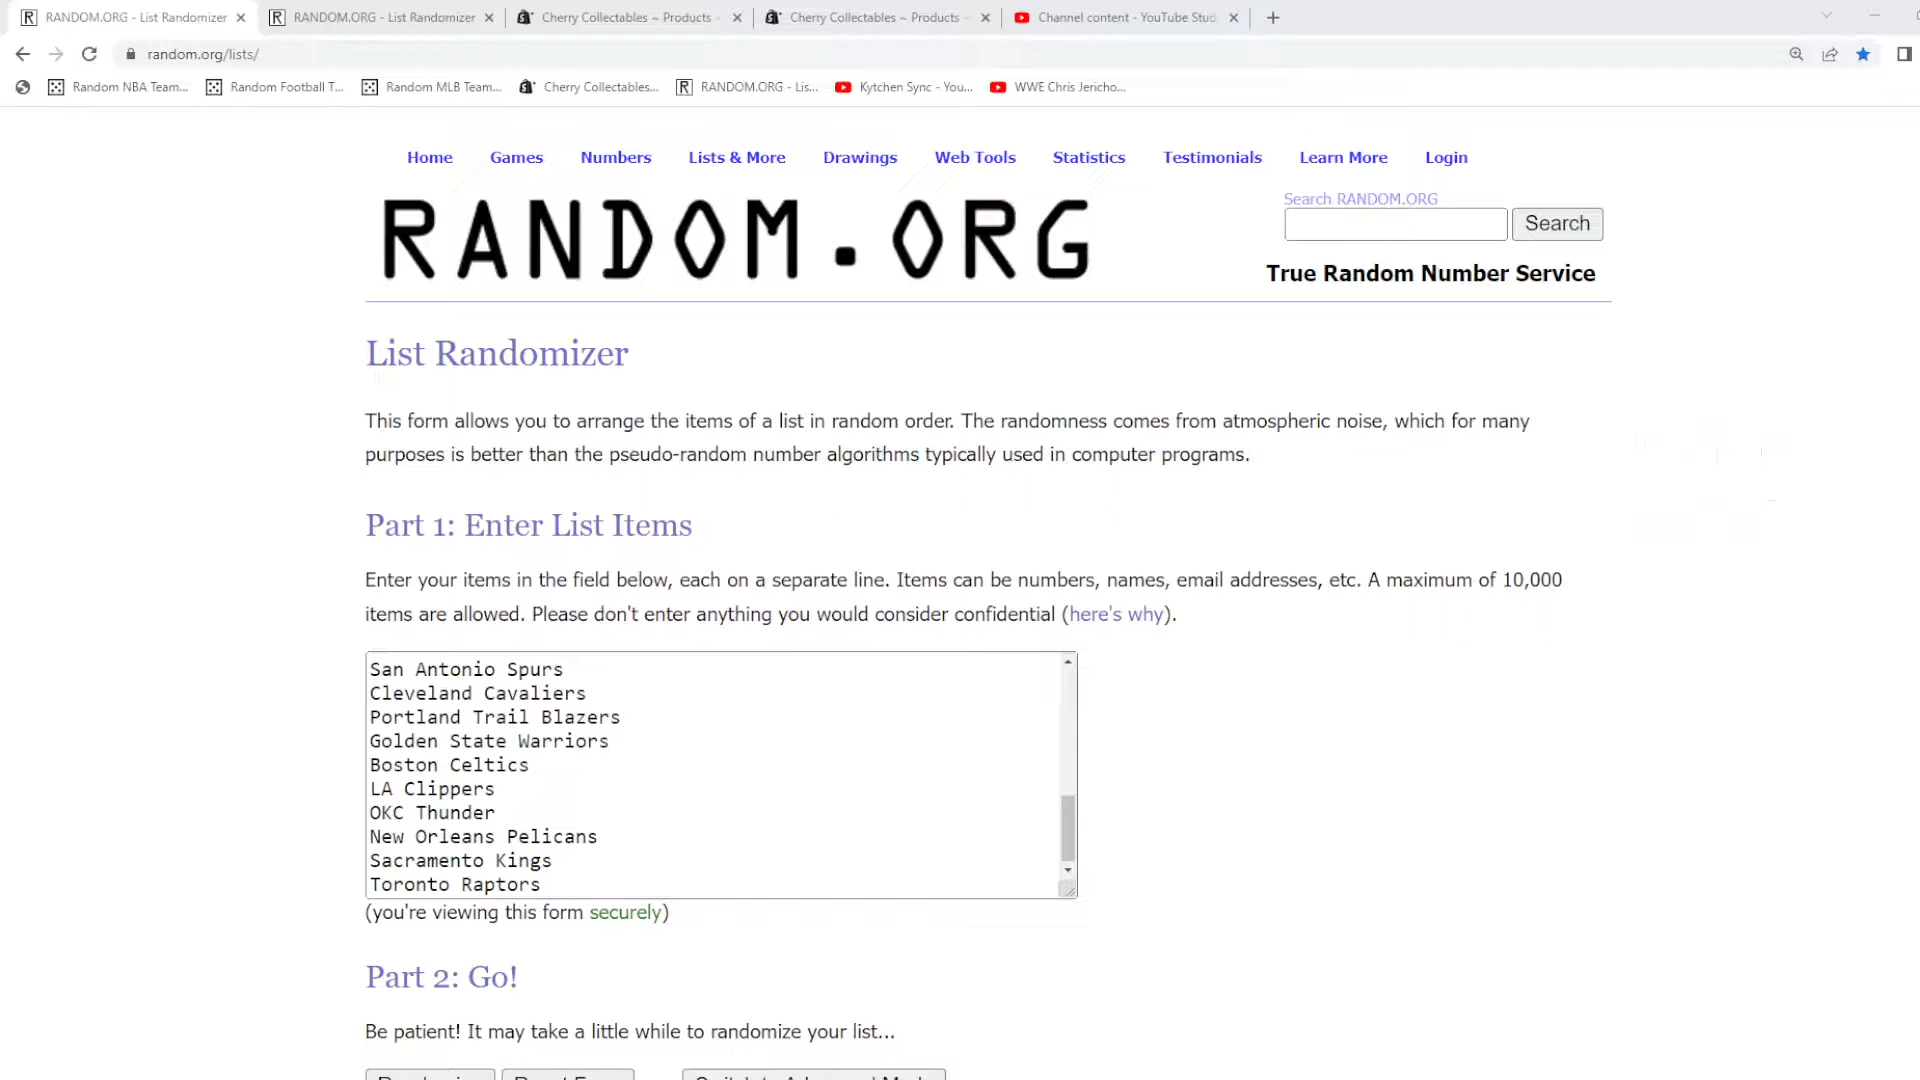 RANDOM.ORG - List Randomizer
RANDOM.ORG - List Randomizer
Cherry Collectables ~ Products
Cherry Collectables ~ Products
Channel content - YouTube Stud
random.org/lists/
Random NBA Team...
Random Football T...
Random MLB Team...
Cherry Collectables...
RANDOM.ORG - Lis...
Kytchen Sync - You...
WWE Chris Jericho...
Home Games Numbers Lists & More Drawings Web Tools Statistics Testimonials Learn More Login
RANDOM.ORG
Search RANDOM.ORG
Search
True Random Number Service
List Randomizer
This form allows you to arrange the items of a list in random order. The randomness comes from atmospheric noise, which for many
purposes is better than the pseudo-random number algorithms typically used in computer programs.
Part 1: Enter List Items
Enter your items in the field below, each on a separate line. Items can be numbers, names, email addresses, etc. A maximum of 10,000
items are allowed. Please don't enter anything you would consider confidential (here's why).
San Antonio Spurs
Cleveland Cavaliers
Portland Trail Blazers
Golden State Warriors
Boston Celtics
LA Clippers
OKC Thunder
New Orleans Pelicans
Sacramento Kings
Toronto Raptors
(you're viewing this form securely)
Part 2: Go!
Be patient! It may take a little while to randomize your list...